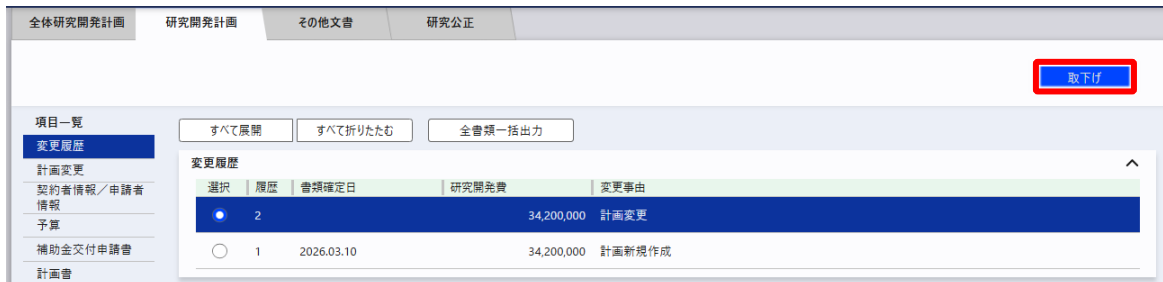 全体研究開発計画 研究開発計画 その他文書 研究公正
取下げ
項目一覧
変更履歴
計画変更
契約者情報／申請者
情報
予算
補助金交付申請書
計画書
すべて展開 すべて折りたたむ 全書類一括出力
変更履歴
選択 履歴 書類確定日 研究開発費 変更事由
2 34,200,000 計画変更
1 2026.03.10 34,200,000 計画新規作成